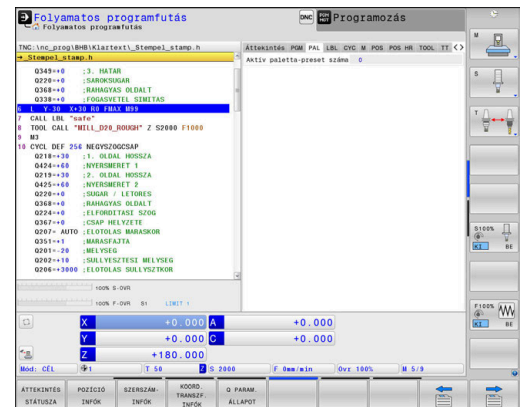 Folyamatos programfutás
Folyamatos programfutás
DNC
Programozás
TNC:\nc_prog\BHB\Klartext\_Stempel_stamp.h
→_Stempel_stamp.h
Q349=+0 ;3. HATAR
Q220=+0 ;SAROKSUGAR
Q368=+0 ;RAHAGYAS OLDALT
Q338=+0 ;FOGASVETEL SIMITAS
6 L Y-30 X+30 R0 FMAX M99
7 CALL LBL "safe"
8 TOOL CALL "MILL_D20_ROUGH" Z S2000 F1000
9 M3
10 CYCL DEF 256 NEGYSZOGCSAP
Q218=+30 ;1. OLDAL HOSSZA
Q424=+60 ;NYERSMERET 1
Q219=+30 ;2. OLDAL HOSSZA
Q425=+60 ;NYERSMERET 2
Q220=+0 ;SUGAR / LETORES
Q368=+0 ;RAHAGYAS OLDALT
Q224=+0 ;ELFORDITASI SZOG
Q367=+0 ;CSAP HELYZETE
Q207= AUTO ;ELOTOLAS MARASKOR
Q351=+1 ;MARASFAJTA
Q201=-20 ;MELYSEG
Q202=+10 ;SULLYESZTESI MELYSEG
Q206=+3000 ;ELOTOLAS SULLYSZTKOR
Áttekintés PGM PAL LBL CYC M POS POS HR TOOL TT
Aktív paletta-preset száma 0
100% S-OVR
100% F-OVR S1 LIMIT 1
X +0.000 A +0.000
Y +0.000 C +0.000
Z +180.000
Mód: CÉL 1 T 50 Z S 2000 F 0mm/min Ovr 100% M 5/9
ÁTTEKINTÉS STÁTUSZA
POZÍCIÓ INFÓK
SZERSZÁM- INFÓK
KOORD. TRANSZF. INFÓK
Q PARAM. ÁLLAPOT
M
S
T
S100%
KI BE
F100%
KI BE